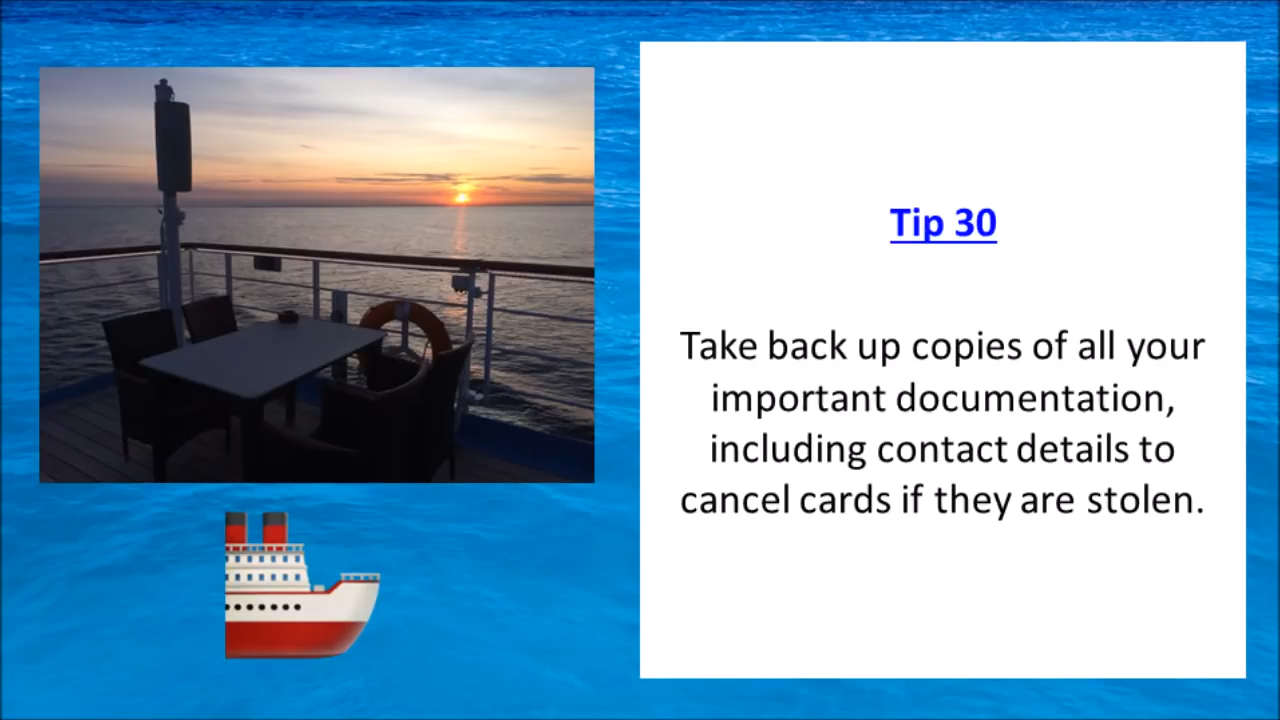 Tip 30
Take back up copies of all your
important documentation,
including contact details to
cancel cards if they are stolen.